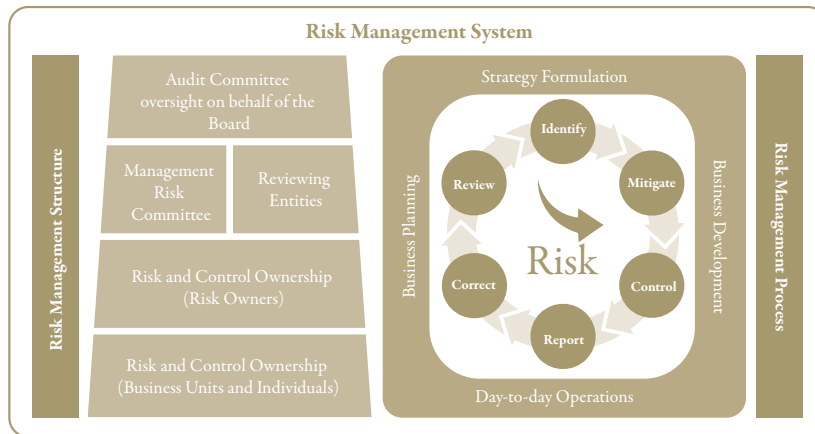 Risk Management System
Risk Management Structure
Audit Committee
oversight on behalf of the
Board
Management
Risk
Committee
Reviewing
Entities
Risk and Control Ownership
(Risk Owners)
Risk and Control Ownership
(Business Units and Individuals)
Strategy Formulation
Business Planning
Identify
Mitigate
Control
Report
Correct
Review
Risk
Business Development
Day-to-day Operations
Risk Management Process